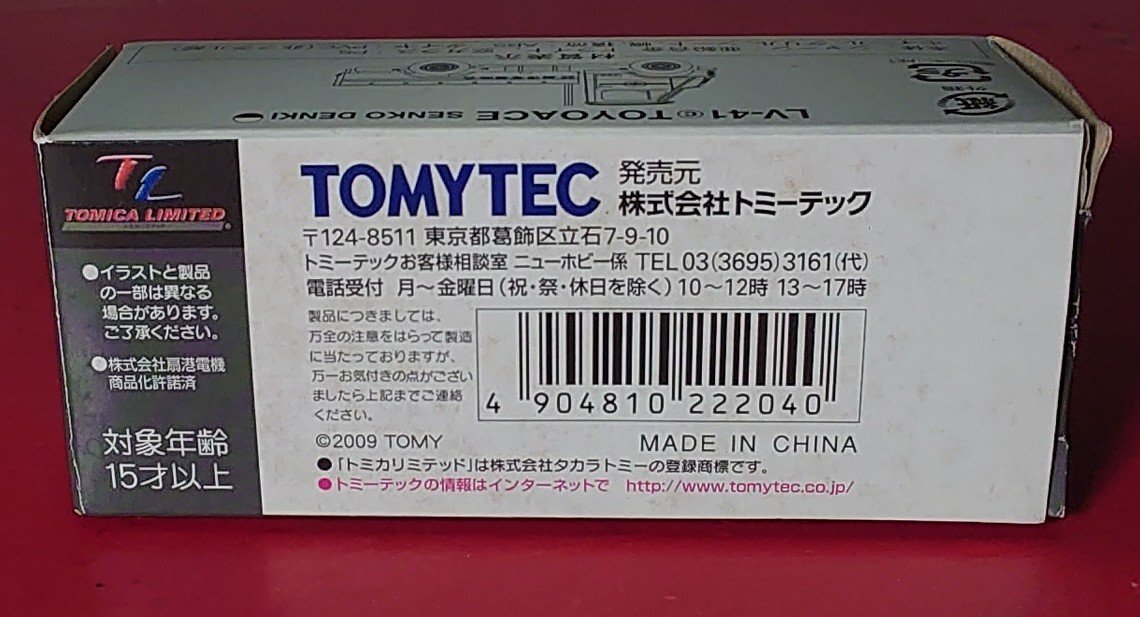 LV-41ⓒ TOYOACE SENKO DENKI
材質表示
外箱
紙
プラ
TL
TOMICA LIMITED
●イラストと製品
の一部は異なる
場合があります。
ご了承ください。
●株式会社扇港電機
商品化許諾済
対象年齢
15才以上
TOMYTEC
発売元
株式会社トミーテック
〒124-8511 東京都葛飾区立石7-9-10
トミーテックお客様相談室 ニューホビー係 TEL 03(3695)3161(代)
電話受付 月～金曜日(祝・祭・休日を除く) 10～12時 13～17時
製品につきましては、
万全の注意をはらって製造
に当たっておりますが、
万一お気付きの点がござい
ましたら上記までご連絡
ください。
4 904810 222040
©2009 TOMY
MADE IN CHINA
●「トミカリミテッド」は株式会社タカラトミーの登録商標です。
●トミーテックの情報はインターネットで http://www.tomytec.co.jp/